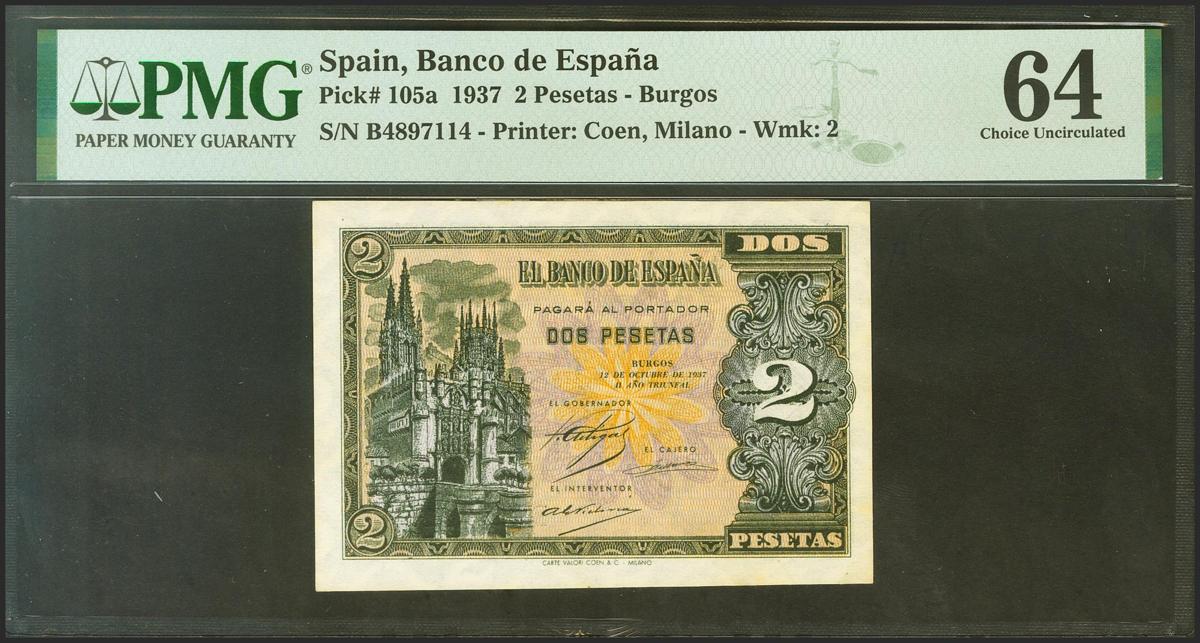 PMG®
PAPER MONEY GUARANTY
Spain, Banco de España
Pick# 105a 1937 2 Pesetas - Burgos
S/N B4897114 - Printer: Coen, Milano - Wmk: 2
64
Choice Uncirculated
2
DOS
EL BANCO DE ESPAÑA
PAGARÁ AL PORTADOR
DOS PESETAS
BURGOS
12 DE OCTUBRE DE 1937
II AÑO TRIUNFAL
2
EL GOBERNADOR
EL CAJERO
EL INTERVENTOR
2
PESETAS
CARTE VALORI COEN & C. - MILANO